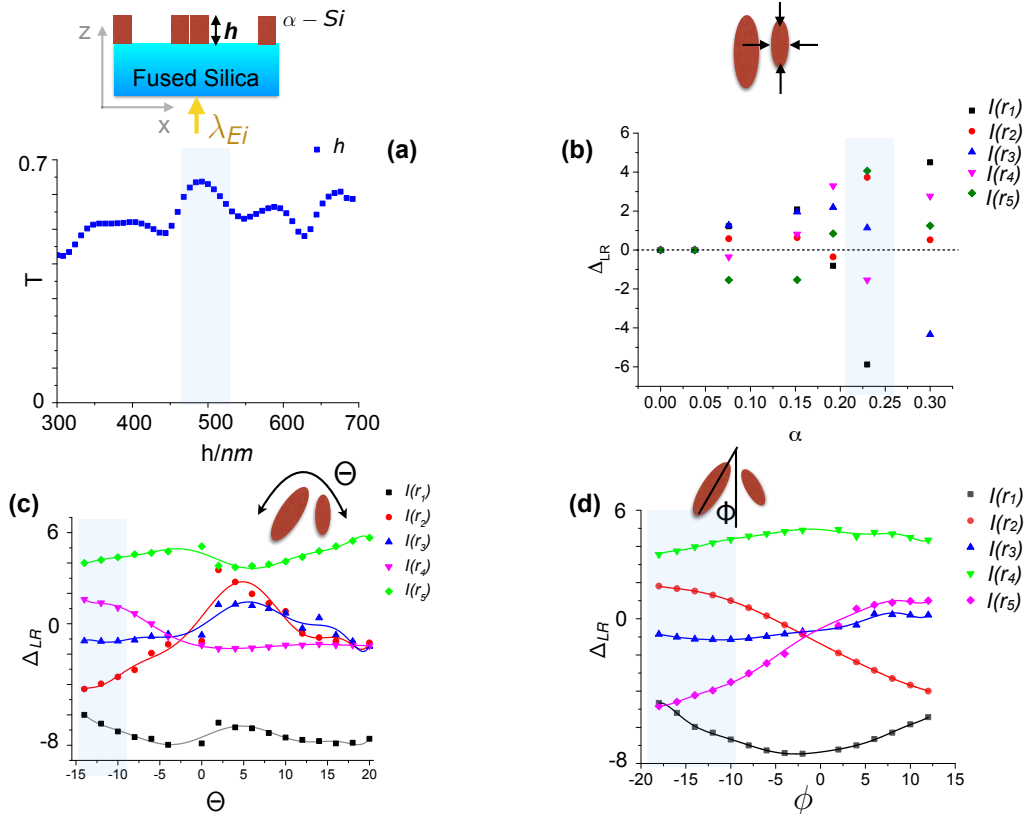 α − Si
z
h
Fused Silica
x
λEi
(a)
h
0.7
T
0
300
400
500
600
700
h/nm
(b)
I(r1)
I(r2)
I(r3)
I(r4)
I(r5)
6
4
2
0
-2
-4
-6
ΔLR
0.00
0.05
0.10
0.15
0.20
0.25
0.30
α
(c)
Θ
I(r1)
I(r2)
I(r3)
I(r4)
I(r5)
6
0
-8
ΔLR
-15
-10
-5
0
5
10
15
20
Θ
(d)
Φ
I(r1)
I(r2)
I(r3)
I(r4)
I(r5)
6
0
-8
ΔLR
-20
-15
-10
-5
0
5
10
15
ϕ